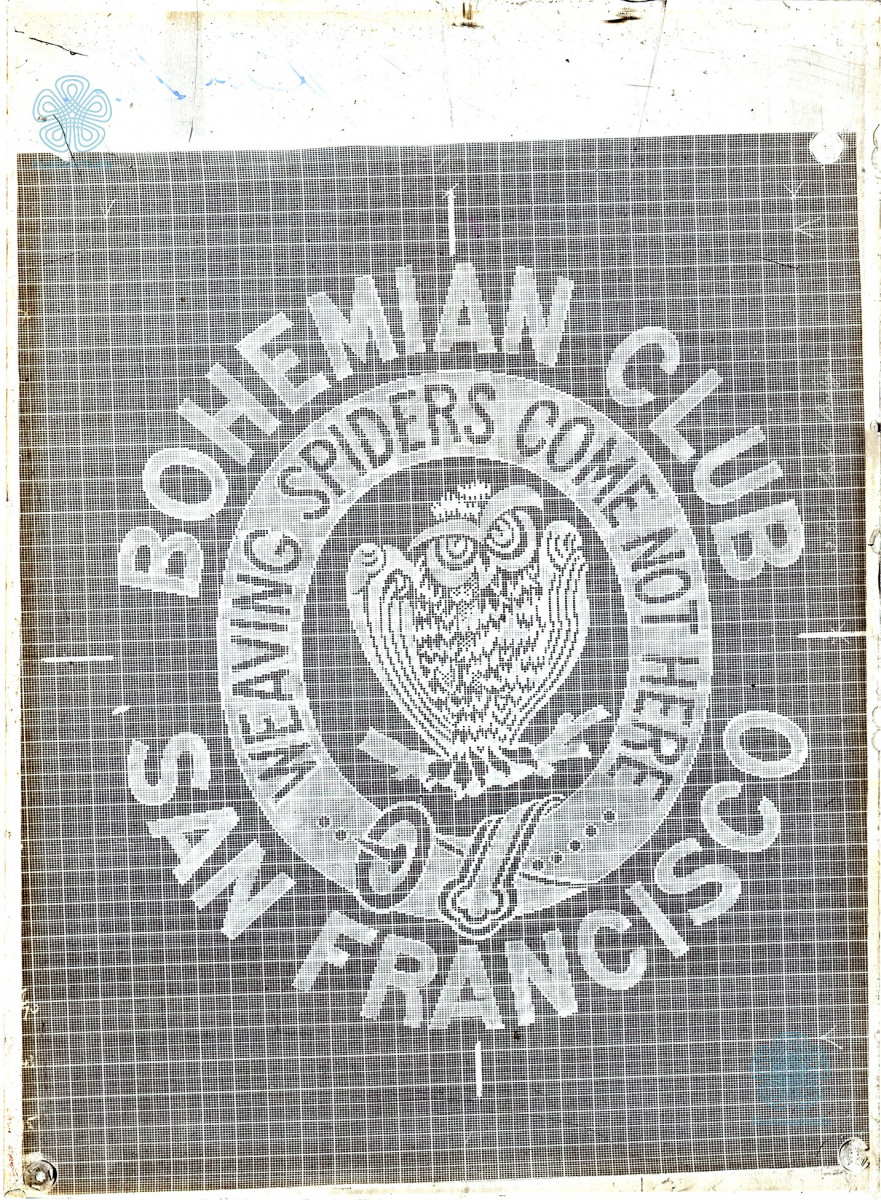 BOHEMIAN CLUB
WEAVING SPIDERS COME NOT HERE
SAN FRANCISCO